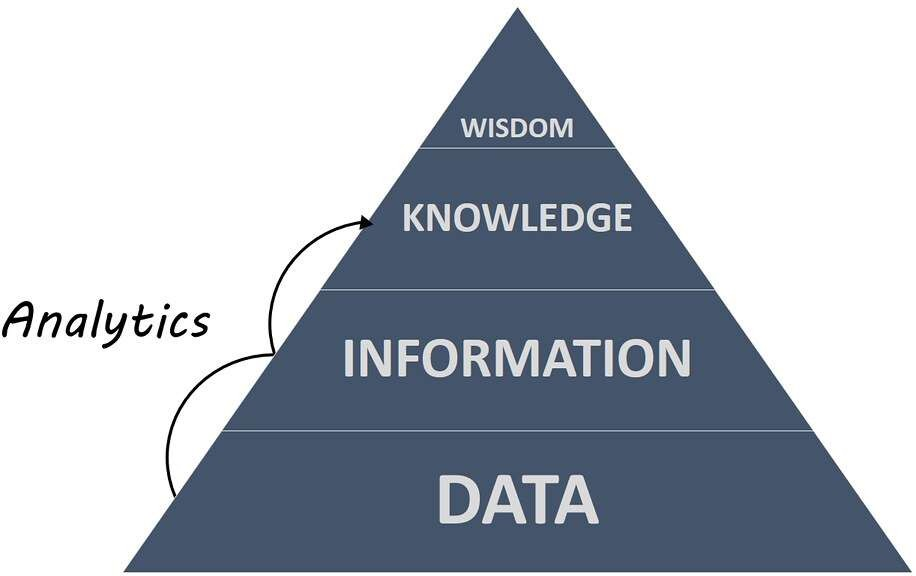 WISDOM
KNOWLEDGE
Analytics
INFORMATION
DATA